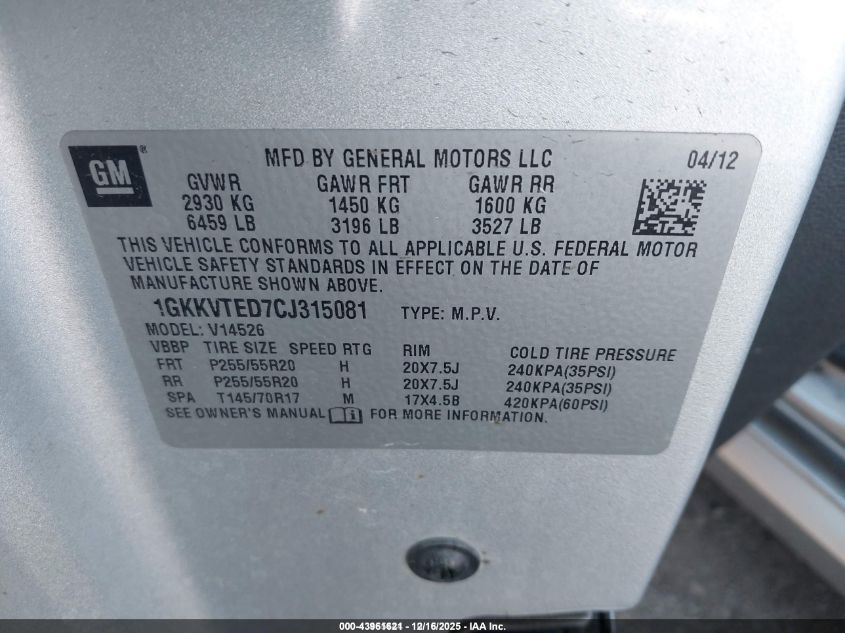 GM ®
MFD BY GENERAL MOTORS LLC 04/12
GVWR GAWR FRT GAWR RR
2930 KG 1450 KG 1600 KG
6459 LB 3196 LB 3527 LB
THIS VEHICLE CONFORMS TO ALL APPLICABLE U.S. FEDERAL MOTOR
VEHICLE SAFETY STANDARDS IN EFFECT ON THE DATE OF
MANUFACTURE SHOWN ABOVE.
1GKKVTED7CJ315081 TYPE: M.P.V.
MODEL: V14526
VBBP TIRE SIZE SPEED RTG RIM COLD TIRE PRESSURE
FRT P255/55R20 H 20X7.5J 240KPA(35PSI)
RR P255/55R20 H 20X7.5J 240KPA(35PSI)
SPA T145/70R17 M 17X4.5B 420KPA(60PSI)
SEE OWNER'S MANUAL FOR MORE INFORMATION.
000-43951621 12/16/2025 - IAA Inc.